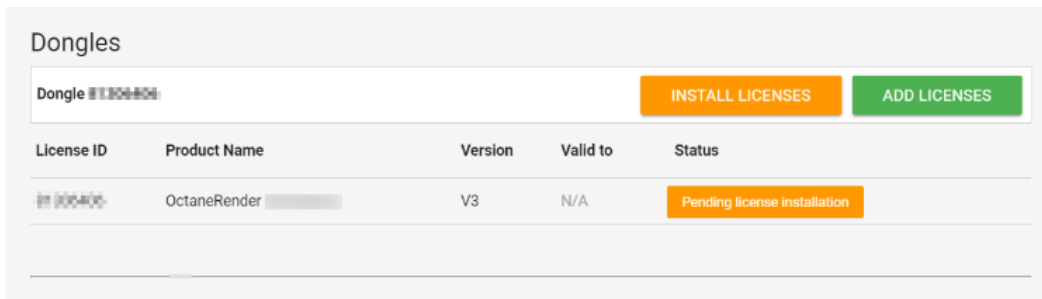 Dongles
Dongle
INSTALL LICENSES
ADD LICENSES
License ID Product Name Version Valid to Status
OctaneRender V3 N/A Pending license installation